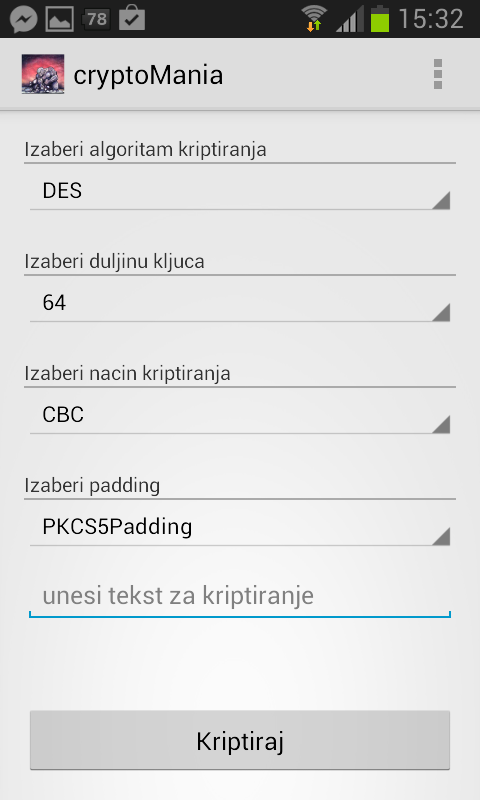 78 15:32
cryptoMania
Izaberi algoritam kriptiranja
DES
Izaberi duljinu kljuca
64
Izaberi nacin kriptiranja
CBC
Izaberi padding
PKCS5Padding
unesi tekst za kriptiranje
Kriptiraj